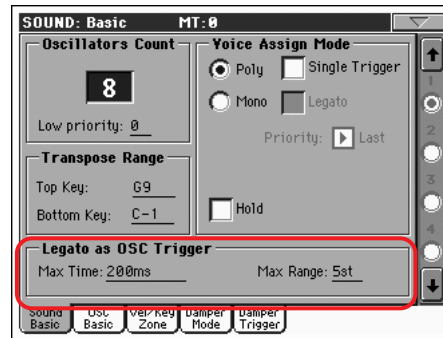 SOUND: Basic MT:0
Oscillators Count
8
Low priority: 0
Transpose Range
Top Key: G9
Bottom Key: C-1
Voice Assign Mode
Poly Single Trigger
Mono Legato
Priority: Last
Hold
1
2
3
4
Legato as OSC Trigger
Max Time: 200ms Max Range: 5st
Sound Basic
OSC Basic
Vel/Key Zone
Damper Mode
Damper Trigger